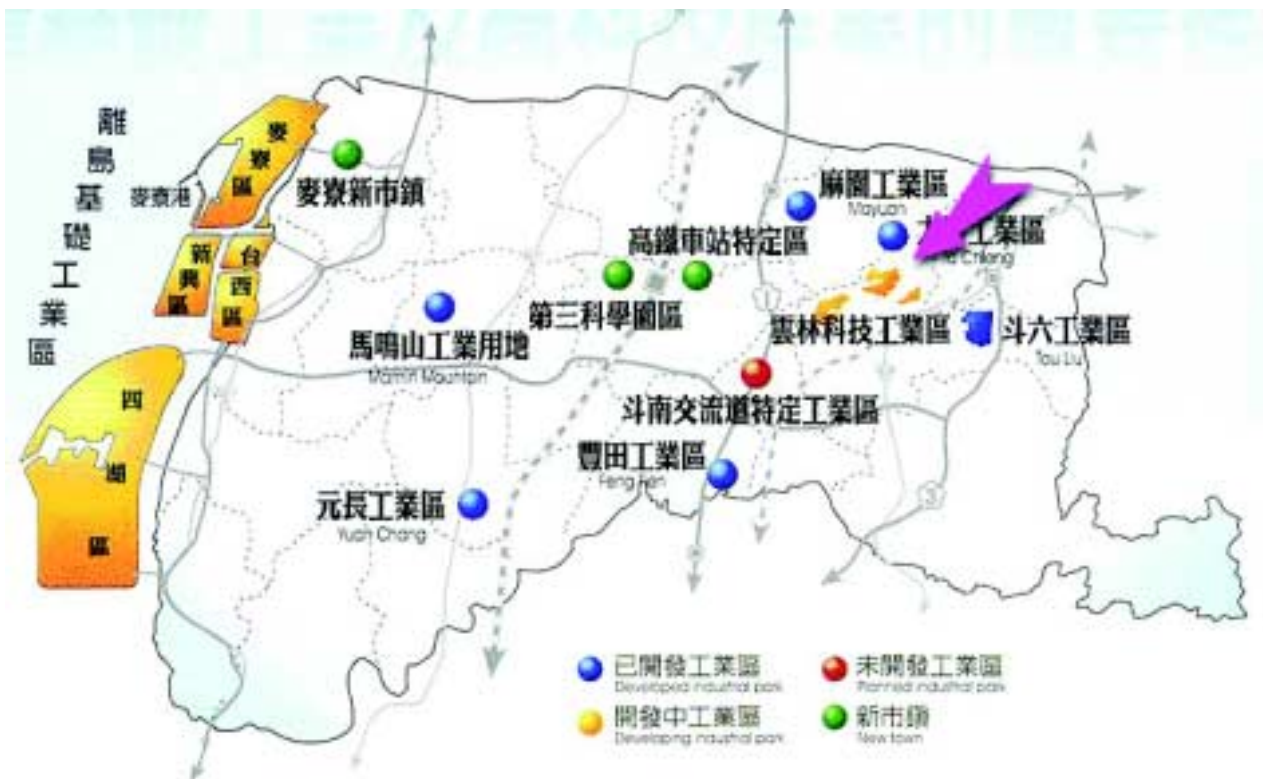 離島基礎工業區
麥寮區
麥寮港
麥寮新市鎮
新興區
台西區
四湖區
馬鳴山工業用地
高鐵車站特定區
第三科學園區
麻園工業區
Mayuan
工業區
雲林科技工業區
斗六工業區
Tou Liu
斗南交流道特定工業區
豐田工業區
元長工業區
Yuan Chang
1
3
已開發工業區
Developed industrial park
未開發工業區
Planned industrial park
開發中工業區
Developing industrial park
新市鎮
New town